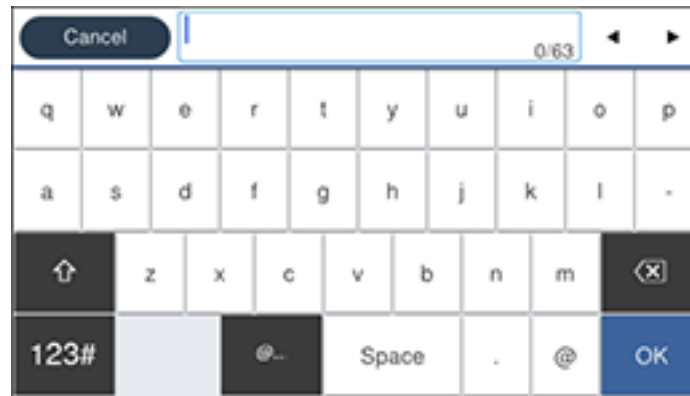 Cancel 0/63
q w e r t y u i o p
a s d f g h j k l -
z x c v b n m
123# @... Space . @ OK